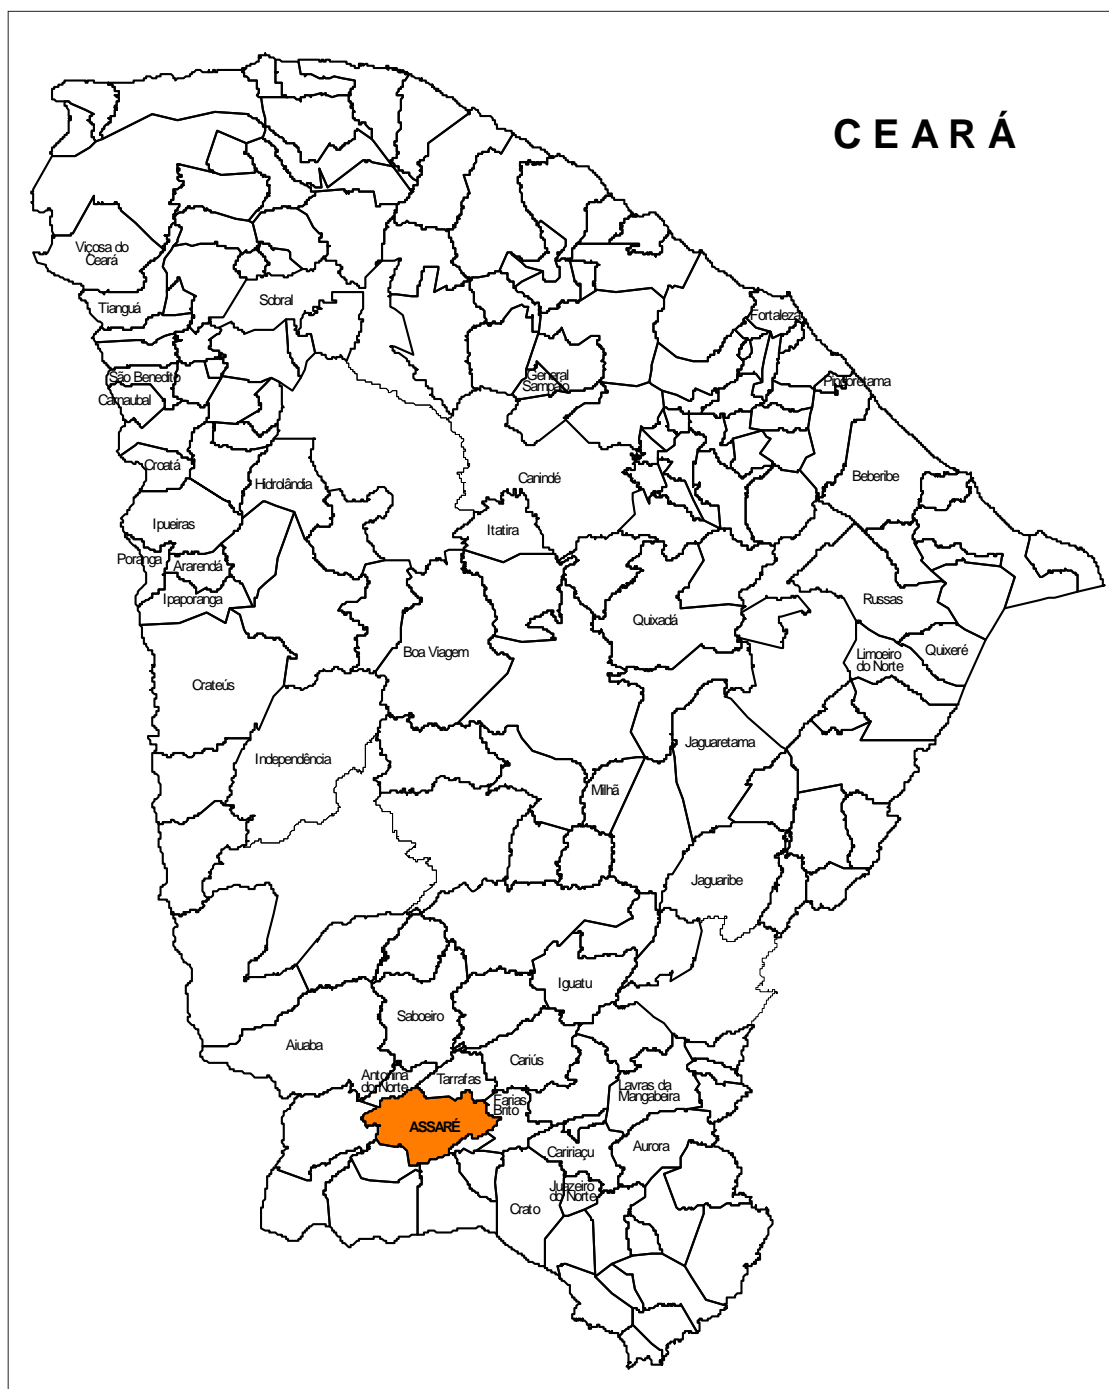 CEARÁ
Viçosa do
Ceará
Tianguá
Sobral
Fortaleza
São Benedito
General
Sampaio
Pindoretama
Carnaubal
Croatá
Hidrolândia
Canindé
Beberibe
Ipueiras
Itatira
Poranga
Ararendá
Ipaporanga
Russas
Quixadá
Boa Viagem
Limoeiro
do Norte
Quixeré
Crateús
Independência
Jaguaretama
Milhã
Jaguaribe
Iguatu
Saboeiro
Aiuaba
Cariús
Antonina
do Norte
Tarrafas
Lavras da
Mangabeira
Farias
Brito
ASSARÉ
Caririaçu
Aurora
Juazeiro
do Norte
Crato